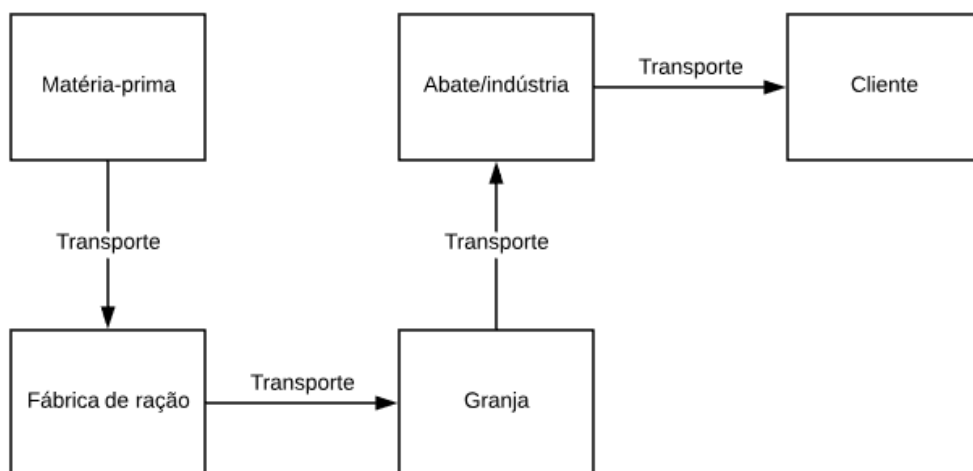 Matéria-prima
Transporte
Fábrica de ração
Transporte
Granja
Transporte
Abate/indústria
Transporte
Cliente